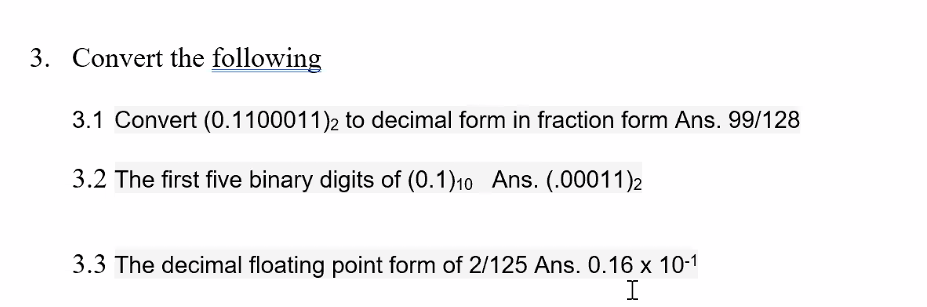 3. Convert the following
3.1 Convert (0.1100011)₂ to decimal form in fraction form Ans. 99/128
3.2 The first five binary digits of (0.1)₁₀ Ans. (.00011)₂
3.3 The decimal floating point form of 2/125 Ans. 0.16 x 10⁻¹